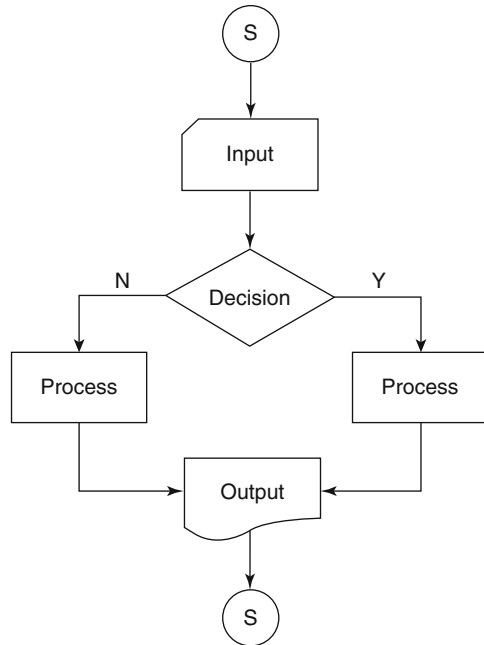 S
Input
N
Decision
Y
Process
Process
Output
S